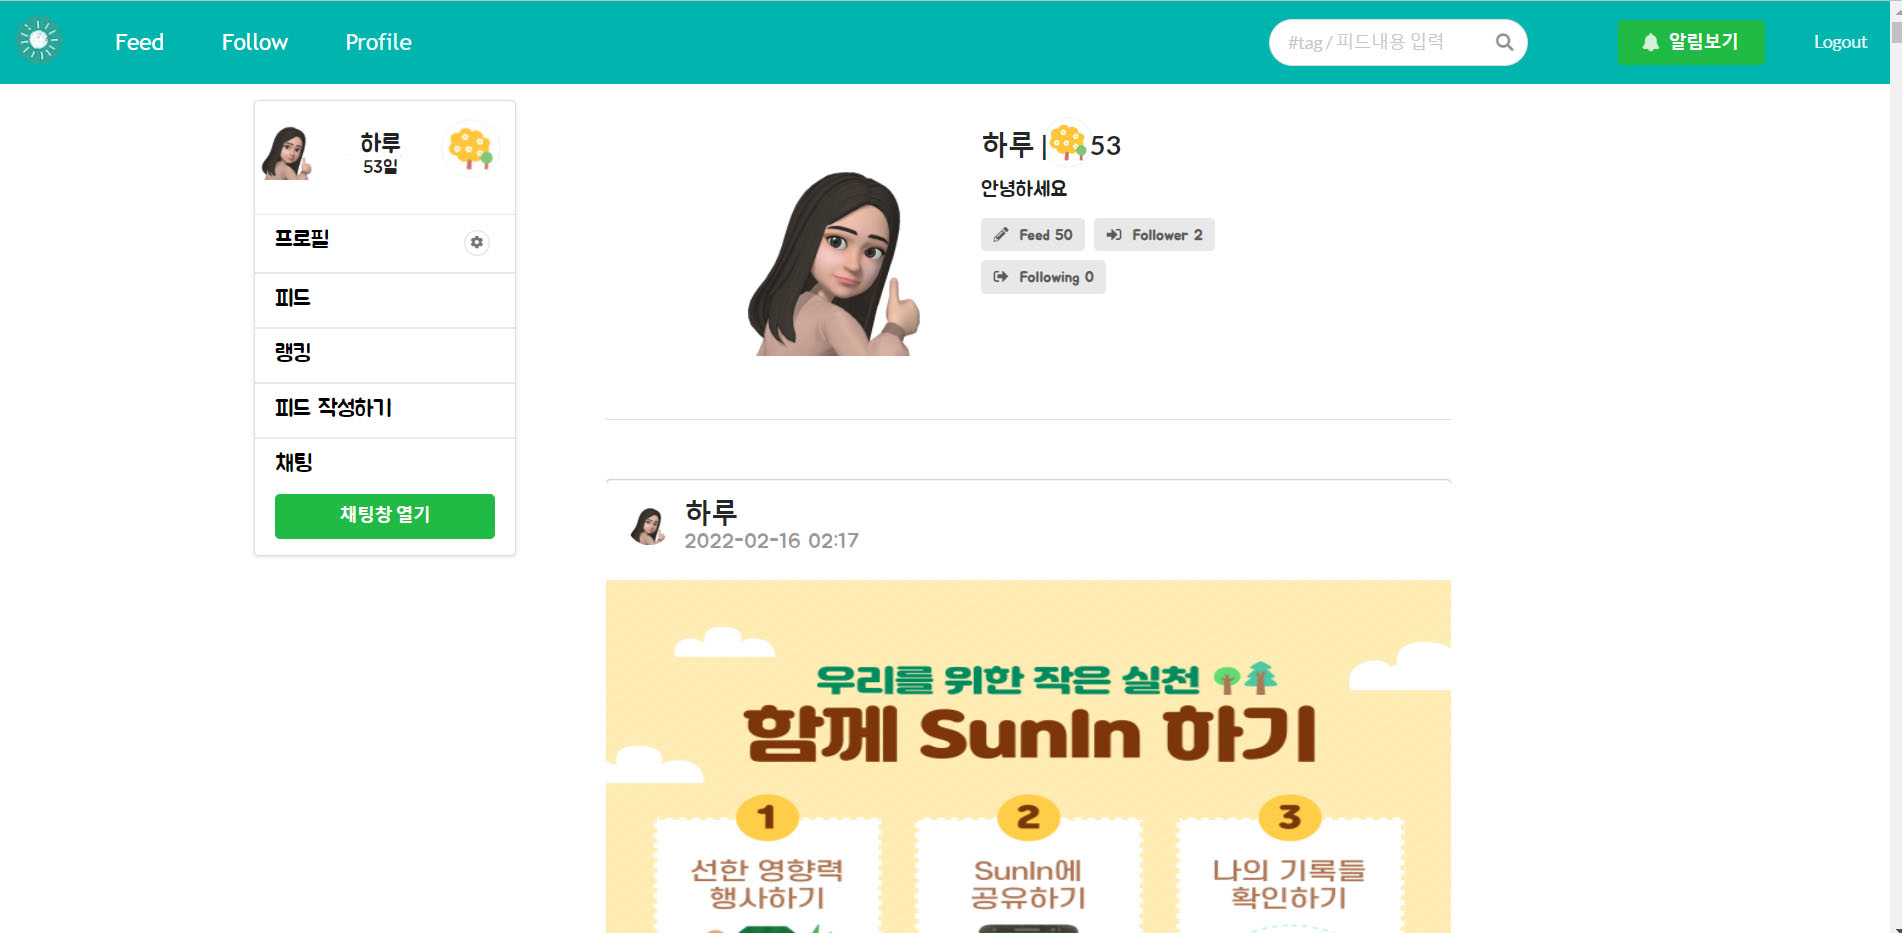 Feed Follow Profile #tag / 피드내용 입력 알림보기 Logout
하루
53일
프로필
피드
랭킹
피드 작성하기
채팅
채팅창 열기
하루 | 53
안녕하세요
Feed 50 Follower 2
Following 0
하루
2022-02-16 02:17
우리를 위한 작은 실천
함께 SunIn 하기
1 2 3
선한 영향력 SunIn에 나의 기록들
행사하기 공유하기 확인하기